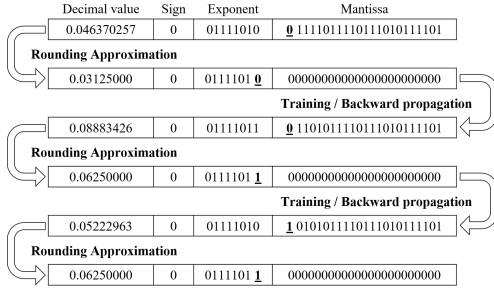 Decimal value Sign Exponent Mantissa
0.046370257 0 01111010 0 1111011110111010111101
Rounding Approximation
0.03125000 0 0111101 0 00000000000000000000000
Training / Backward propagation
0.08883426 0 01111011 0 1101011110111010111101
Rounding Approximation
0.06250000 0 0111101 1 00000000000000000000000
Training / Backward propagation
0.05222963 0 01111010 1 0101011110111010111101
Rounding Approximation
0.06250000 0 0111101 1 00000000000000000000000